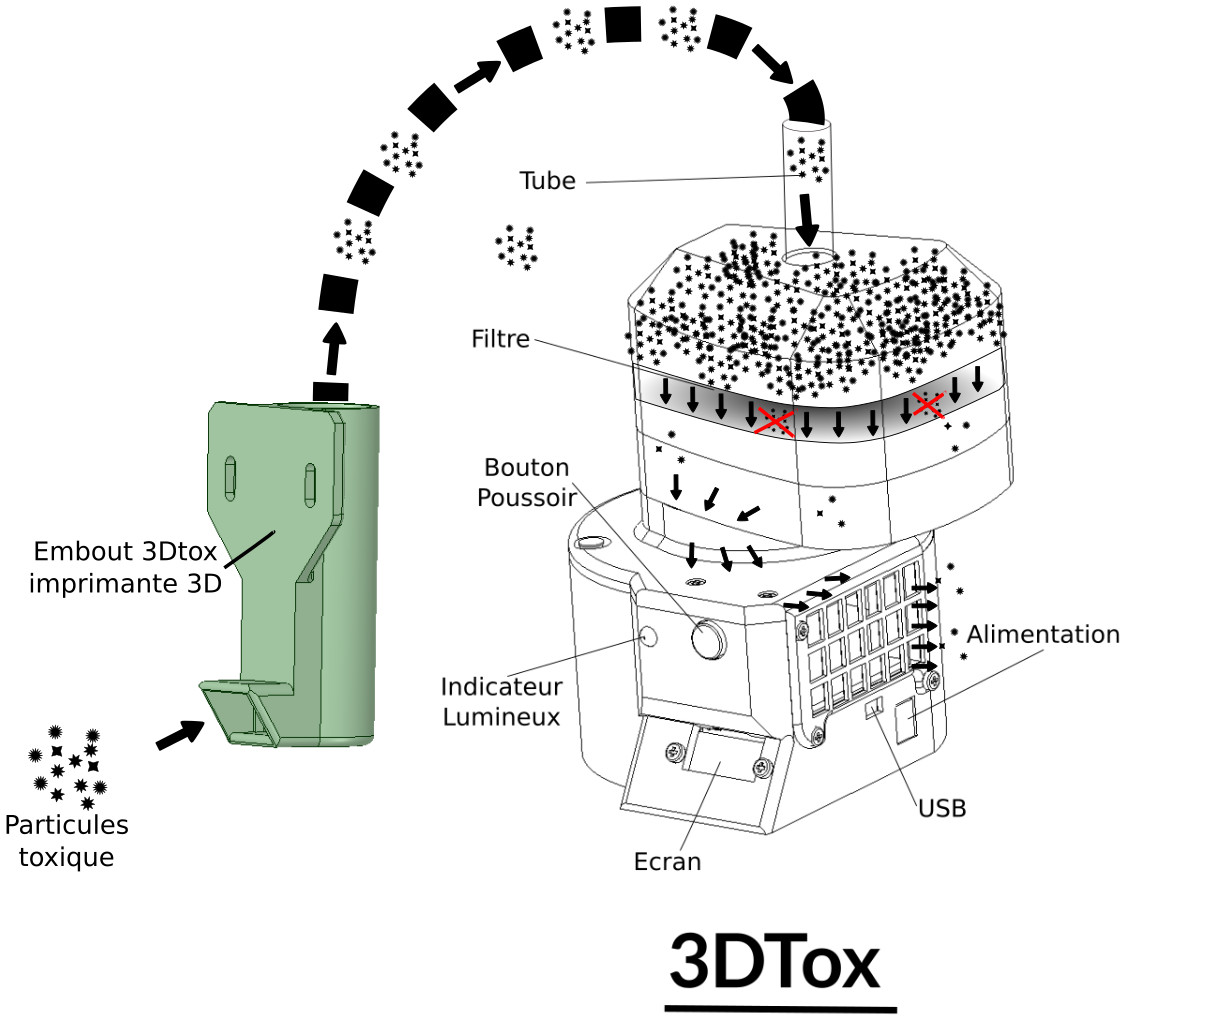 Tube
Filtre
Bouton
Poussoir
Embout 3Dtox
imprimante 3D
Alimentation
Indicateur
Lumineux
USB
Particules
toxique
Ecran
3DTox